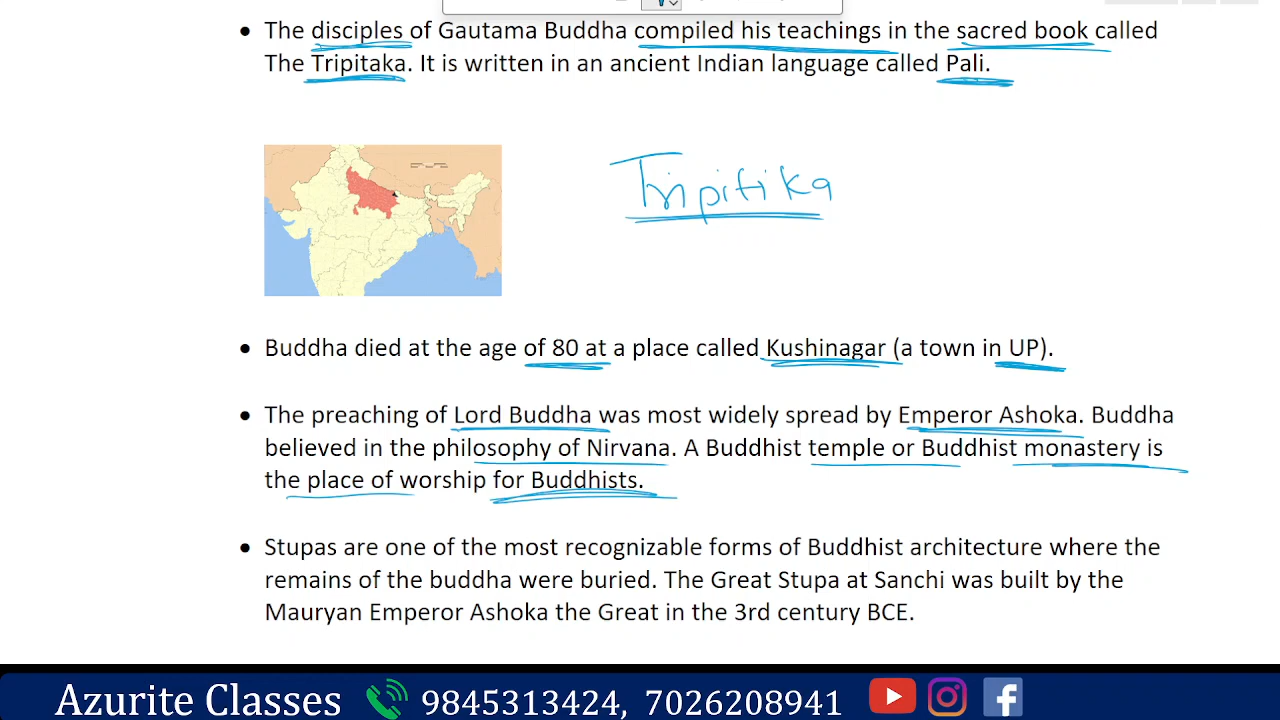 • The disciples of Gautama Buddha compiled his teachings in the sacred book called
The Tripitaka. It is written in an ancient Indian language called Pali.
Tripitika
• Buddha died at the age of 80 at a place called Kushinagar (a town in UP).
• The preaching of Lord Buddha was most widely spread by Emperor Ashoka. Buddha
believed in the philosophy of Nirvana. A Buddhist temple or Buddhist monastery is
the place of worship for Buddhists.
• Stupas are one of the most recognizable forms of Buddhist architecture where the
remains of the buddha were buried. The Great Stupa at Sanchi was built by the
Mauryan Emperor Ashoka the Great in the 3rd century BCE.
Azurite Classes 9845313424, 7026208941